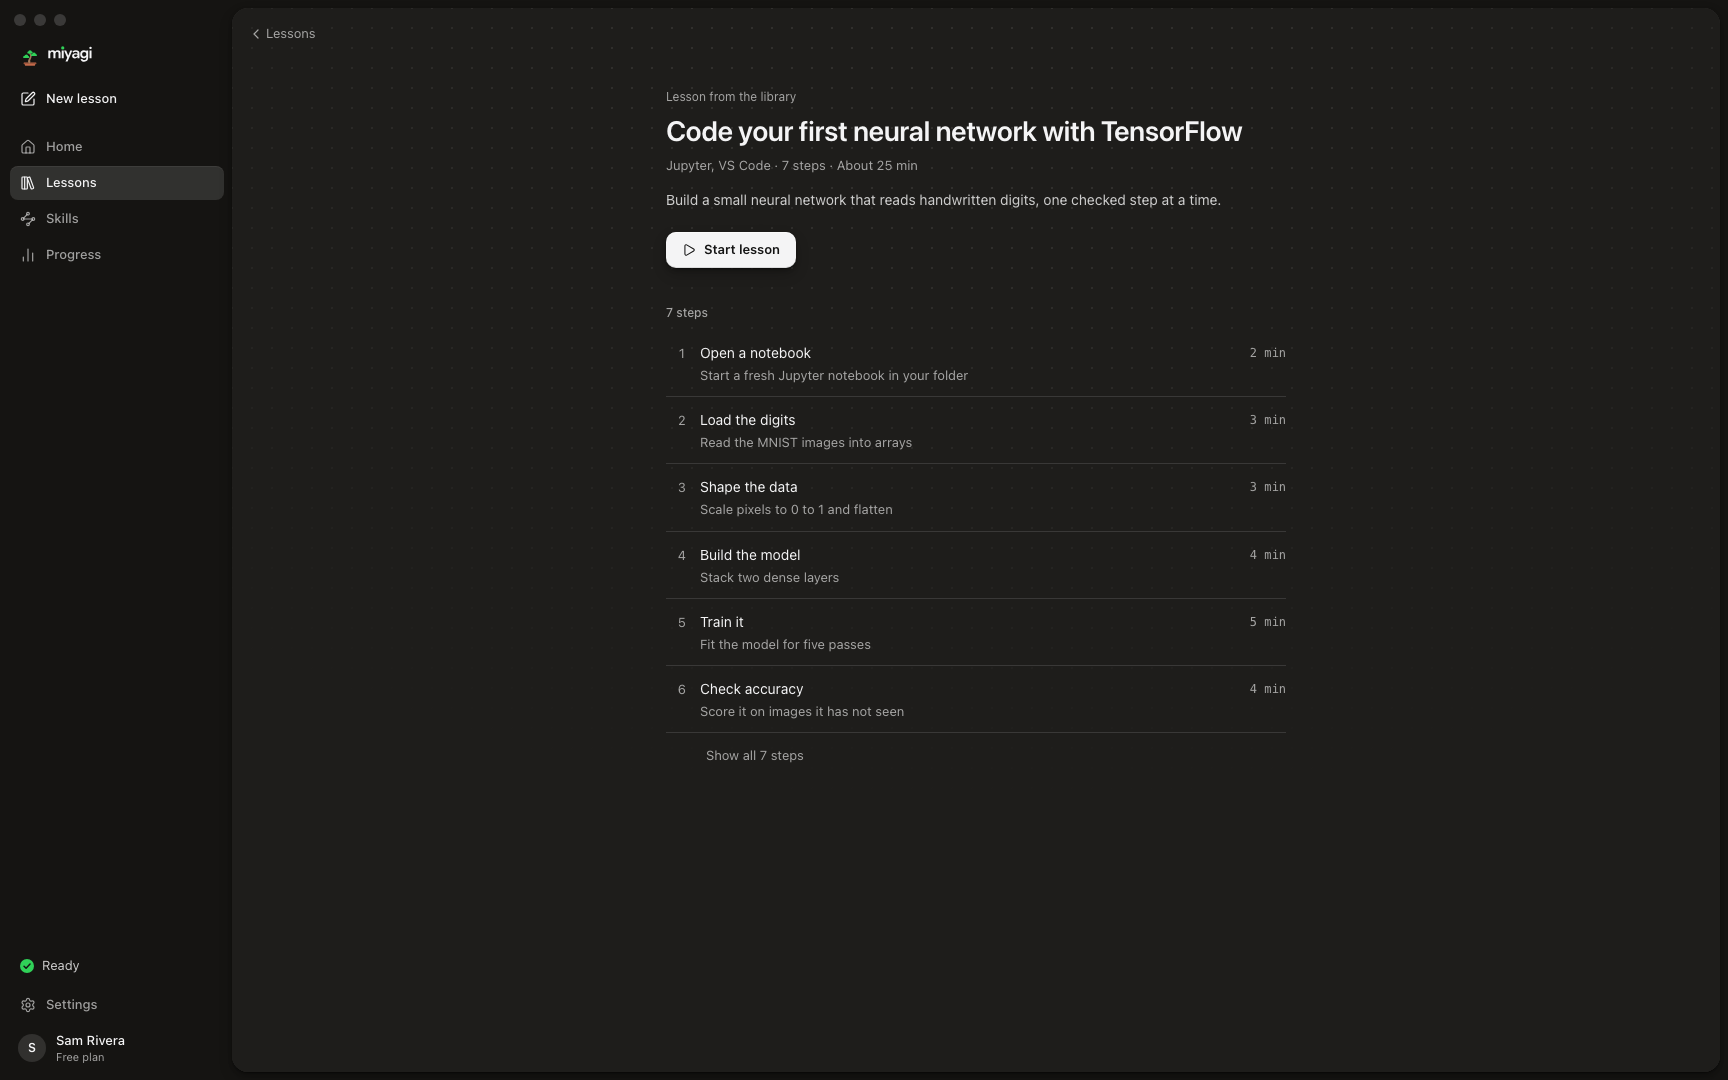 miyagi
New lesson
Home
Lessons
Skills
Progress
Ready
Settings
S
Sam Rivera
Free plan
Lessons
Lesson from the library
Code your first neural network with TensorFlow
Jupyter, VS Code · 7 steps · About 25 min
Build a small neural network that reads handwritten digits, one checked step at a time.
Start lesson
7 steps
1 Open a notebook 2 min
Start a fresh Jupyter notebook in your folder
2 Load the digits 3 min
Read the MNIST images into arrays
3 Shape the data 3 min
Scale pixels to 0 to 1 and flatten
4 Build the model 4 min
Stack two dense layers
5 Train it 5 min
Fit the model for five passes
6 Check accuracy 4 min
Score it on images it has not seen
Show all 7 steps